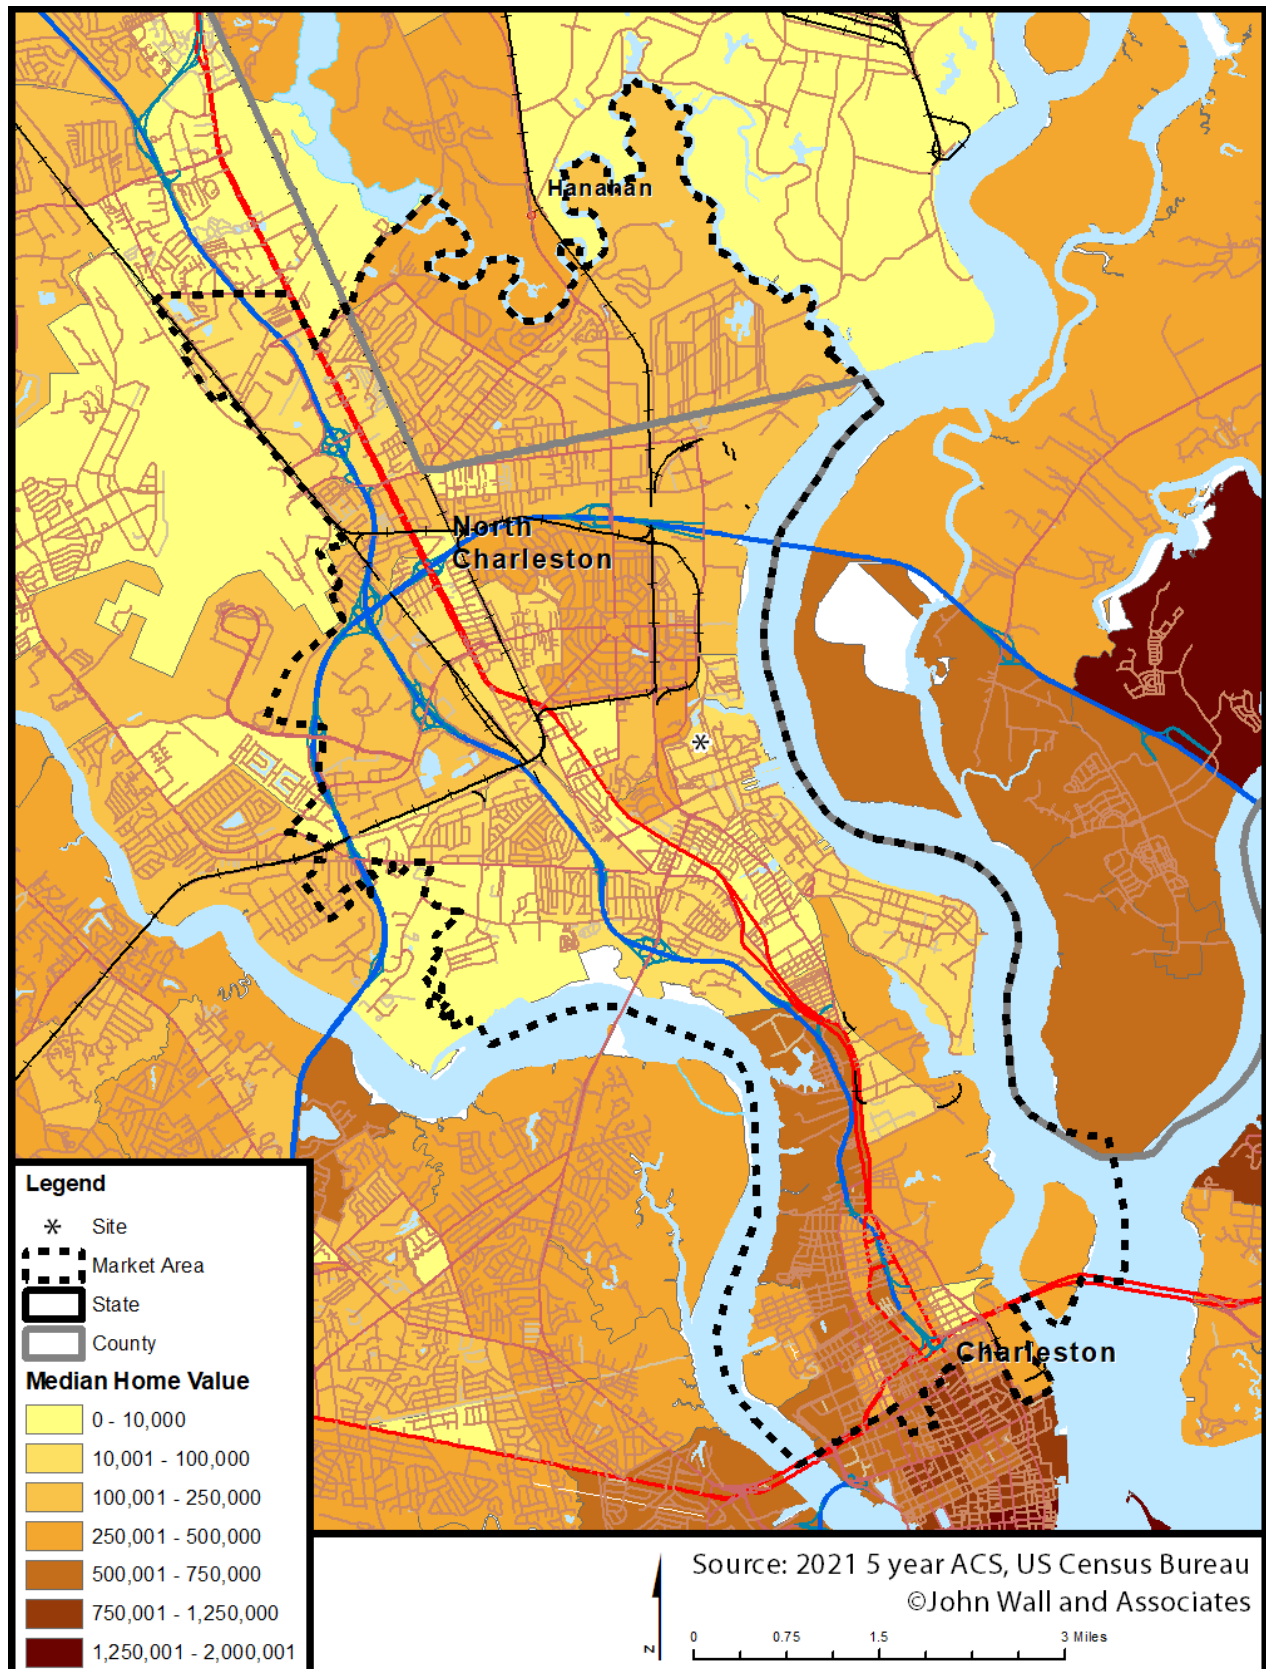 Hanahan
North
Charleston
Charleston
Legend
Site
Market Area
State
County
Median Home Value
0 - 10,000
10,001 - 100,000
100,001 - 250,000
250,001 - 500,000
500,001 - 750,000
750,001 - 1,250,000
1,250,001 - 2,000,001
Source: 2021 5 year ACS, US Census Bureau
©John Wall and Associates
N
0 0.75 1.5 3 Miles